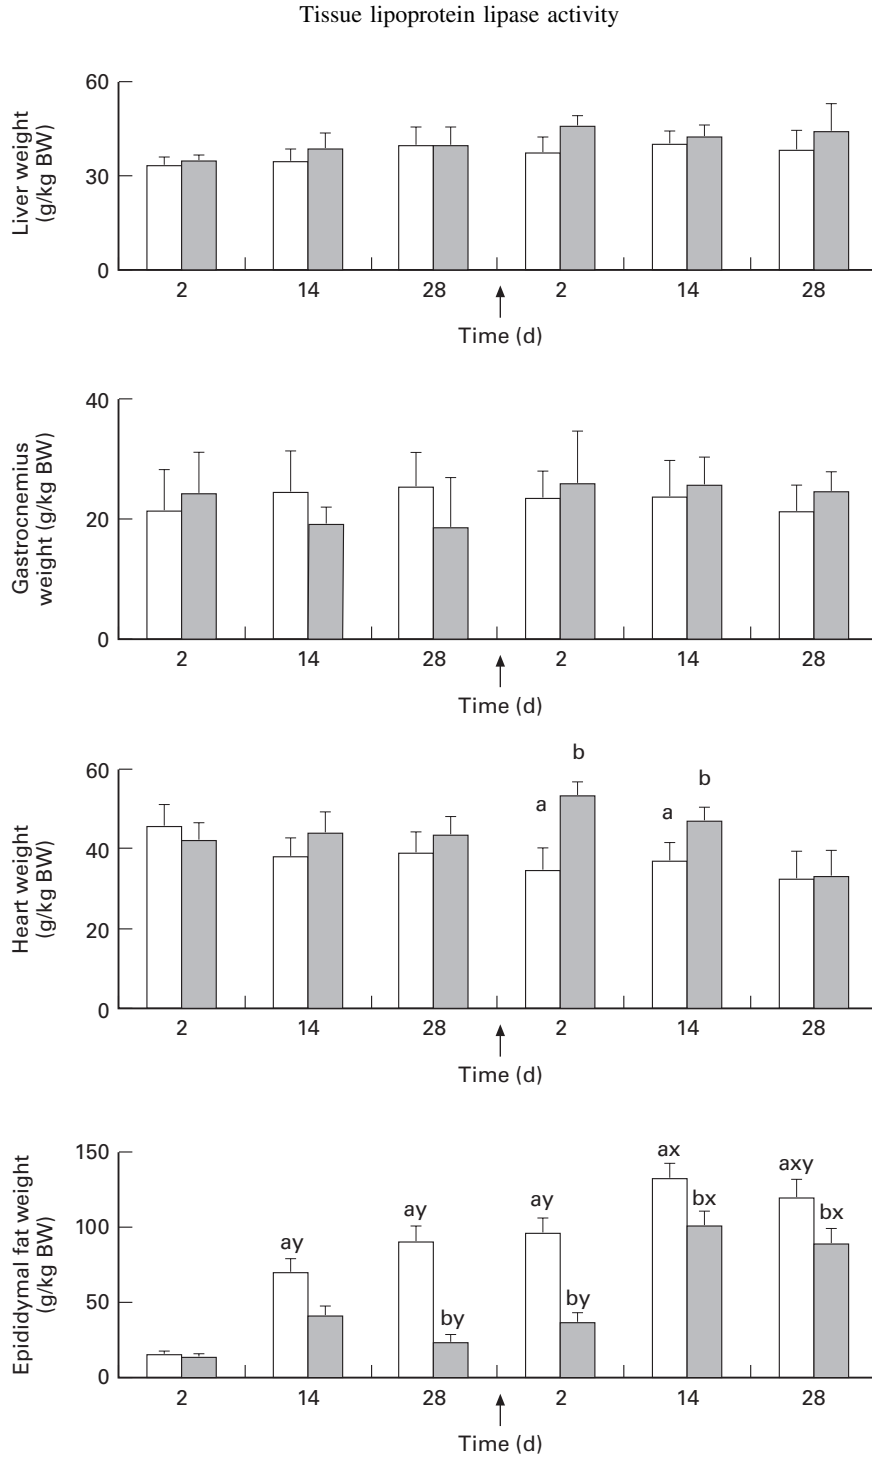 Tissue lipoprotein lipase activity
Liver weight
(g/kg BW)
60
30
0
2 14 28 2 14 28
Time (d)
Gastrocnemius
weight (g/kg BW)
40
20
0
2 14 28 2 14 28
Time (d)
Heart weight
(g/kg BW)
60
40
20
0
a b a b
2 14 28 2 14 28
Time (d)
Epididymal fat weight
(g/kg BW)
150
100
50
0
ay ay by ay by ax bx axy bx
2 14 28 2 14 28
Time (d)